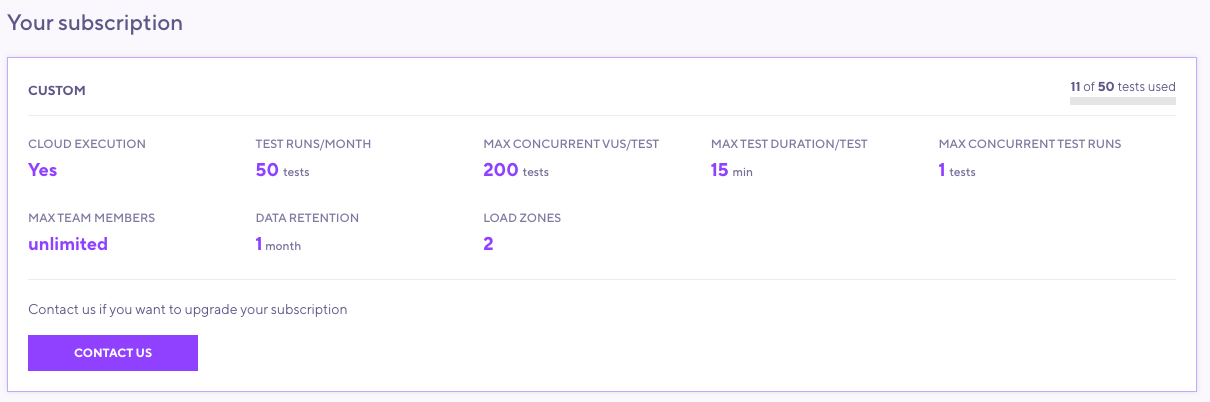 Your subscription
CUSTOM
11 of 50 tests used
CLOUD EXECUTION
Yes
TEST RUNS/MONTH
50 tests
MAX CONCURRENT VUS/TEST
200 tests
MAX TEST DURATION/TEST
15 min
MAX CONCURRENT TEST RUNS
1 tests
MAX TEAM MEMBERS
unlimited
DATA RETENTION
1 month
LOAD ZONES
2
Contact us if you want to upgrade your subscription
CONTACT US